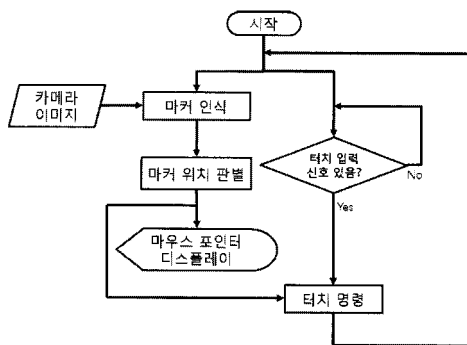 시작
카메라
이미지
마커 인식
터치 입력
신호 있음?
No
마커 위치 판별
Yes
마우스 포인터
디스플레이
터치 명령